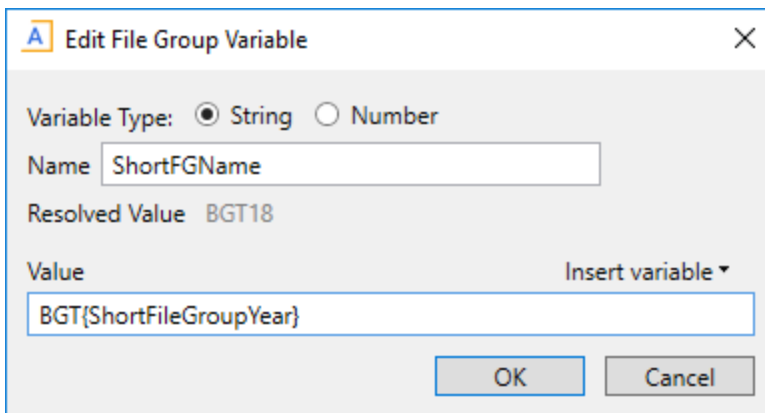 A Edit File Group Variable
Variable Type: String Number
Name ShortFGName
Resolved Value BGT18
Value Insert variable
BGT{ShortFileGroupYear}
OK Cancel